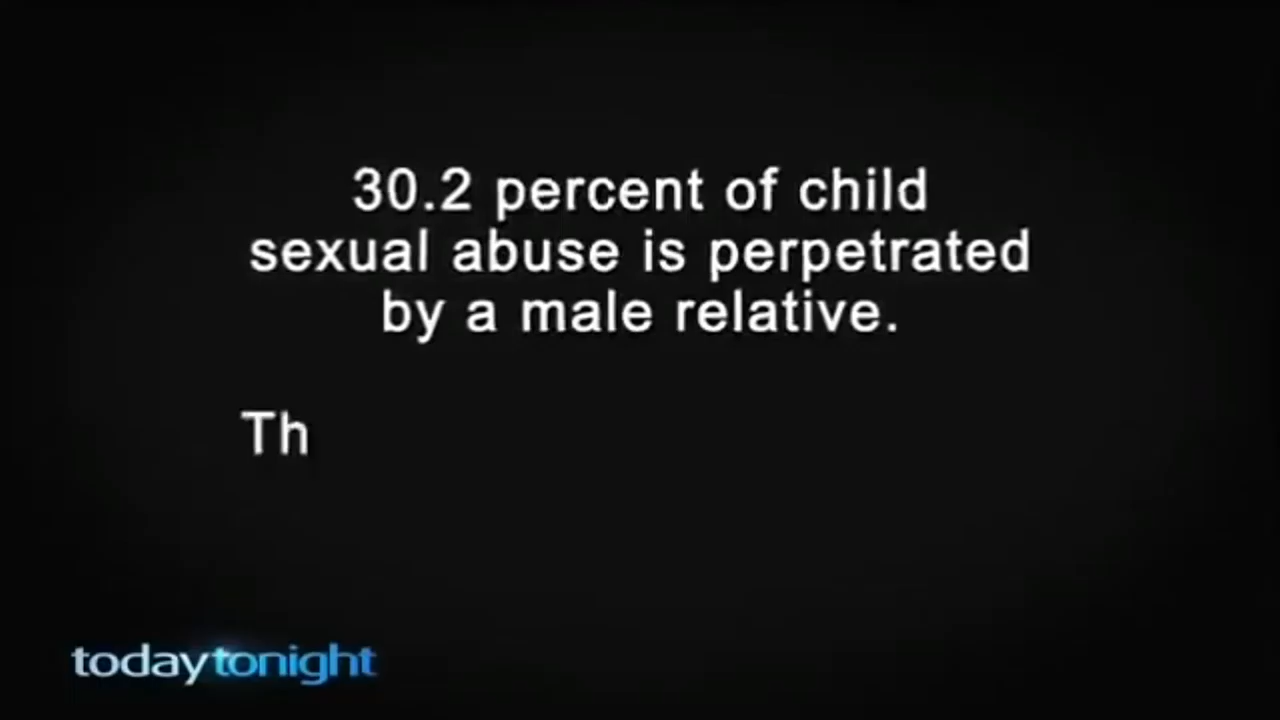 30.2 percent of child
sexual abuse is perpetrated
by a male relative.
Th
todaytonight